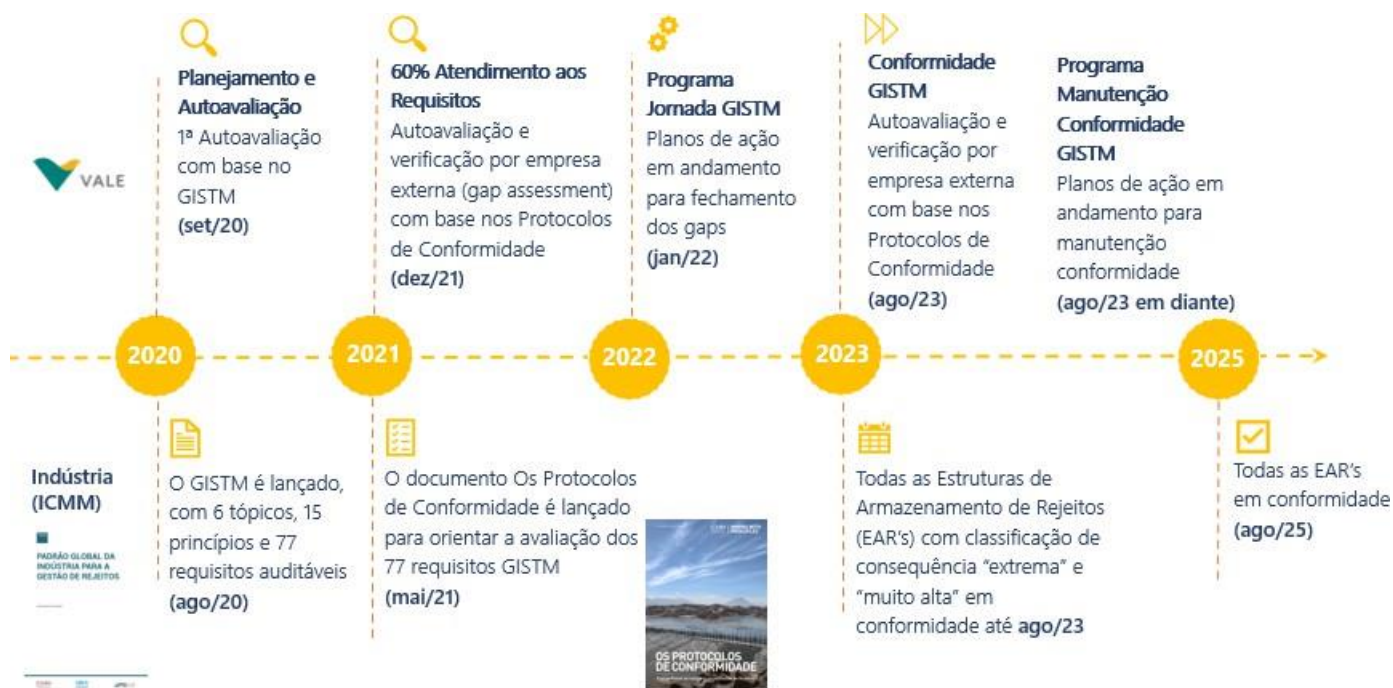 Planejamento e
Autoavaliação
1ª Autoavaliação
com base no
GISTM
(set/20)
60% Atendimento aos
Requisitos
Autoavaliação e
verificação por empresa
externa (gap assessment)
com base nos Protocolos
de Conformidade
(dez/21)
Programa
Jornada GISTM
Planos de ação
em andamento
para fechamento
dos gaps
(jan/22)
Conformidade
GISTM
Autoavaliação e
verificação por
empresa externa
com base nos
Protocolos de
Conformidade
(ago/23)
Programa
Manutenção
Conformidade
GISTM
Planos de ação em
andamento para
manutenção
conformidade
(ago/23 em diante)
VALE
2020
2021
2022
2023
2025
Indústria
(ICMM)
PADRÃO GLOBAL DA
INDÚSTRIA PARA A
GESTÃO DE REJEITOS
O GISTM é lançado,
com 6 tópicos, 15
princípios e 77
requisitos auditáveis
(ago/20)
O documento Os Protocolos
de Conformidade é lançado
para orientar a avaliação dos
77 requisitos GISTM
(mai/21)
OS PROTOCOLOS
DE CONFORMIDADE
Todas as Estruturas de
Armazenamento de Rejeitos
(EAR's) com classificação de
consequência “extrema” e
“muito alta” em
conformidade até ago/23
Todas as EAR's
em conformidade
(ago/25)